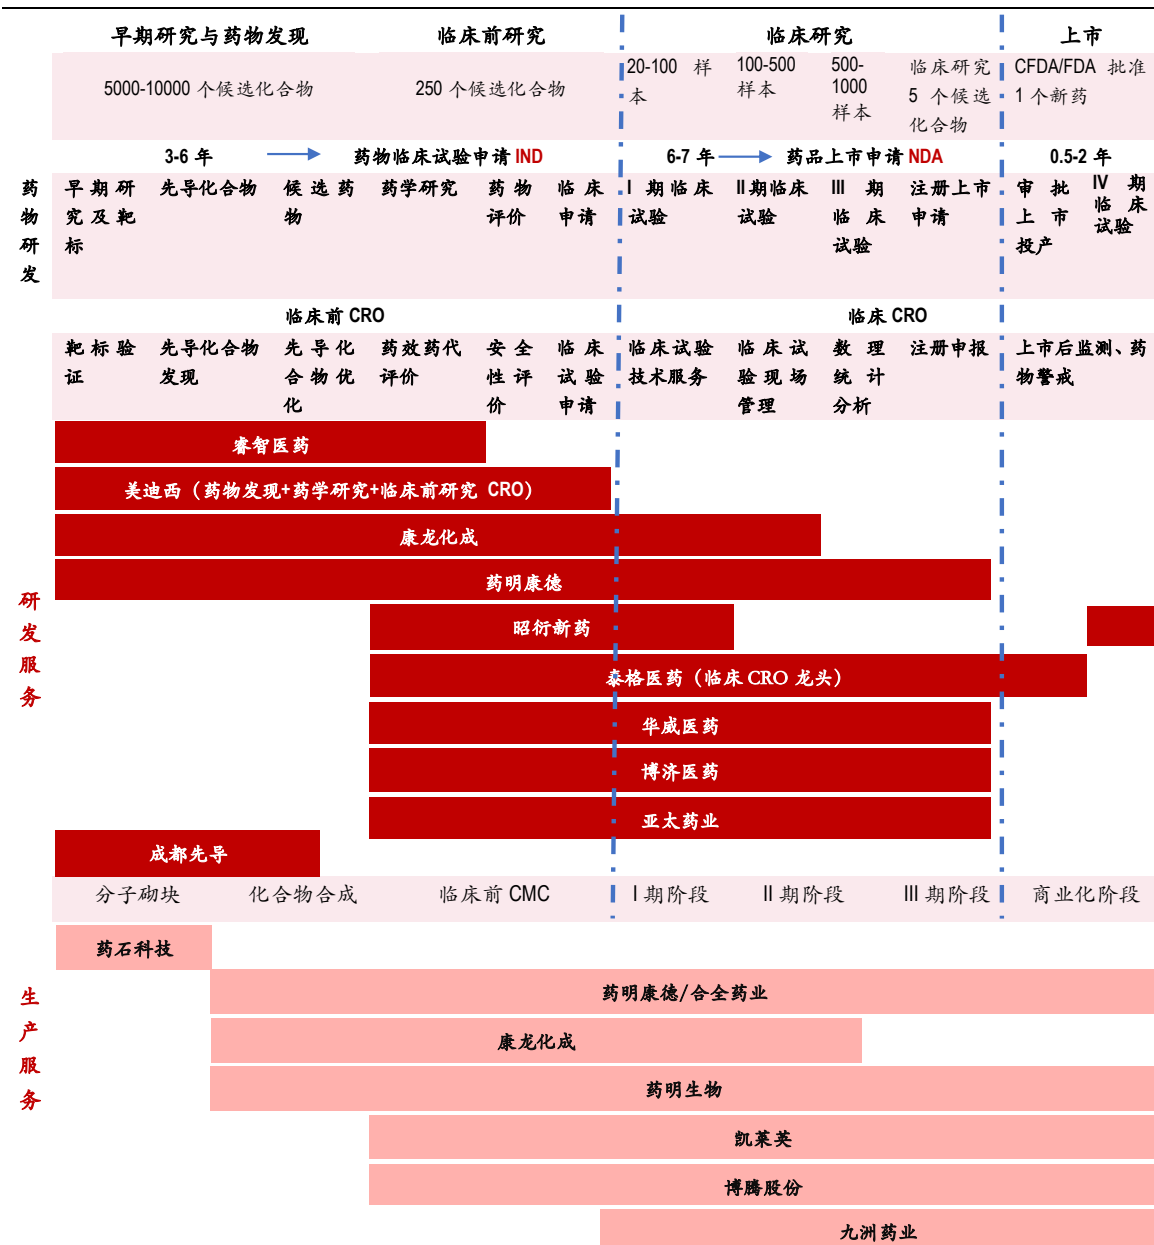 早期研究与药物发现 临床前研究 临床研究 上市
5000-10000 个候选化合物 250 个候选化合物 20-100 样本 100-500 样本 500-1000 样本 临床研究 5 个候选化合物 CFDA/FDA 批准 1 个新药
3-6 年 药物临床试验申请 IND 6-7 年 药品上市申请 NDA 0.5-2 年
药物研发
早期研究及靶标 先导化合物 候选药物 药学研究 药物评价 临床申请 I 期临床试验 II期临床试验 III 期临床试验 注册上市申请 审批上市投产 IV 期临床试验
临床前 CRO 临床 CRO
靶标验证 先导化合物发现 先导化合物优化 药效药代评价 安全性评价 临床试验申请 临床试验技术服务 临床试验现场管理 数理统计分析 注册申报 上市后监测、药物警戒
研发服务
睿智医药
美迪西（药物发现+药学研究+临床前研究 CRO）
康龙化成
药明康德
昭衍新药
泰格医药（临床 CRO 龙头）
华威医药
博济医药
亚太药业
成都先导
分子砌块 化合物合成 临床前 CMC I 期阶段 II 期阶段 III 期阶段 商业化阶段
生产服务
药石科技
药明康德/合全药业
康龙化成
药明生物
凯莱英
博腾股份
九洲药业